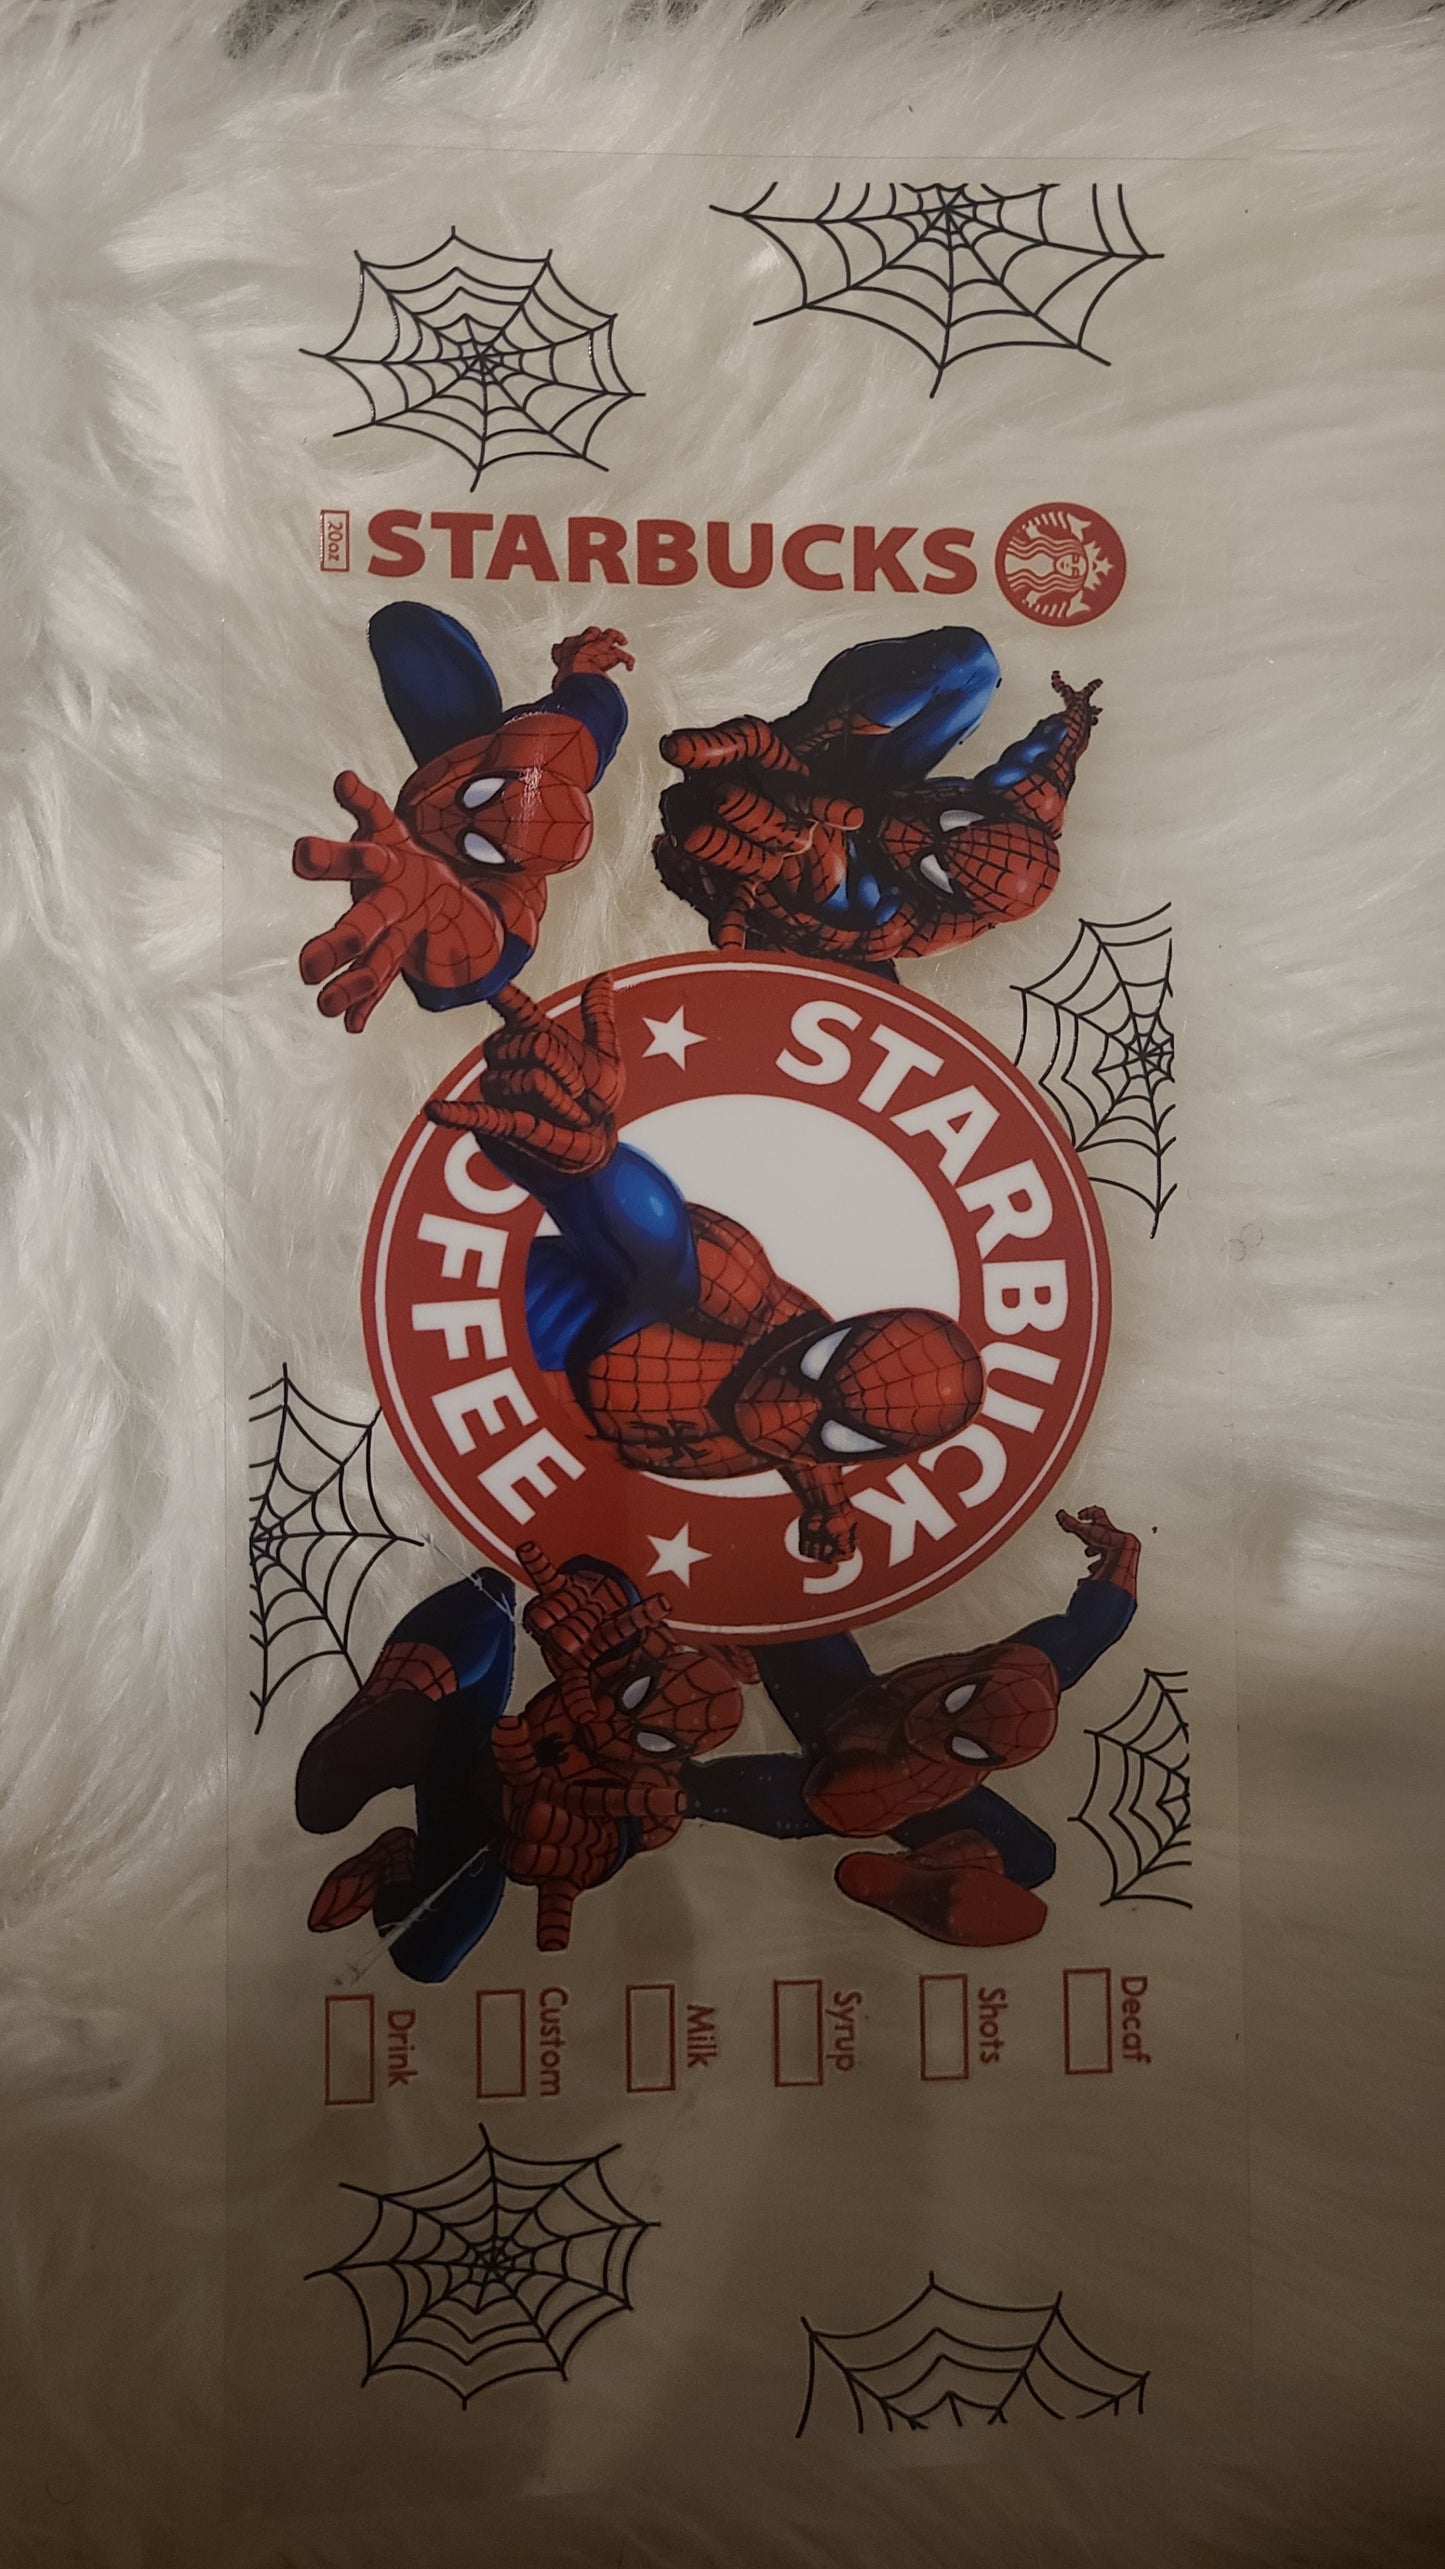 20oz STARBUCKS
STARBUCKS
COFFEE
Decaf
Shots
Syrup
Milk
Custom
Drink